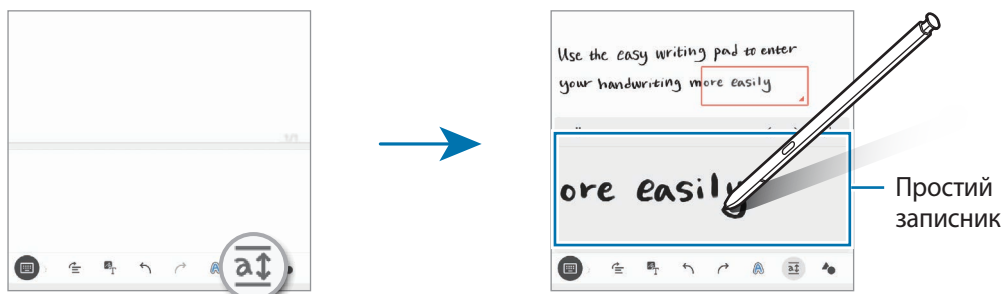 Use the easy writing pad to enter
your handwriting more easily
ore easily
Простий
записник